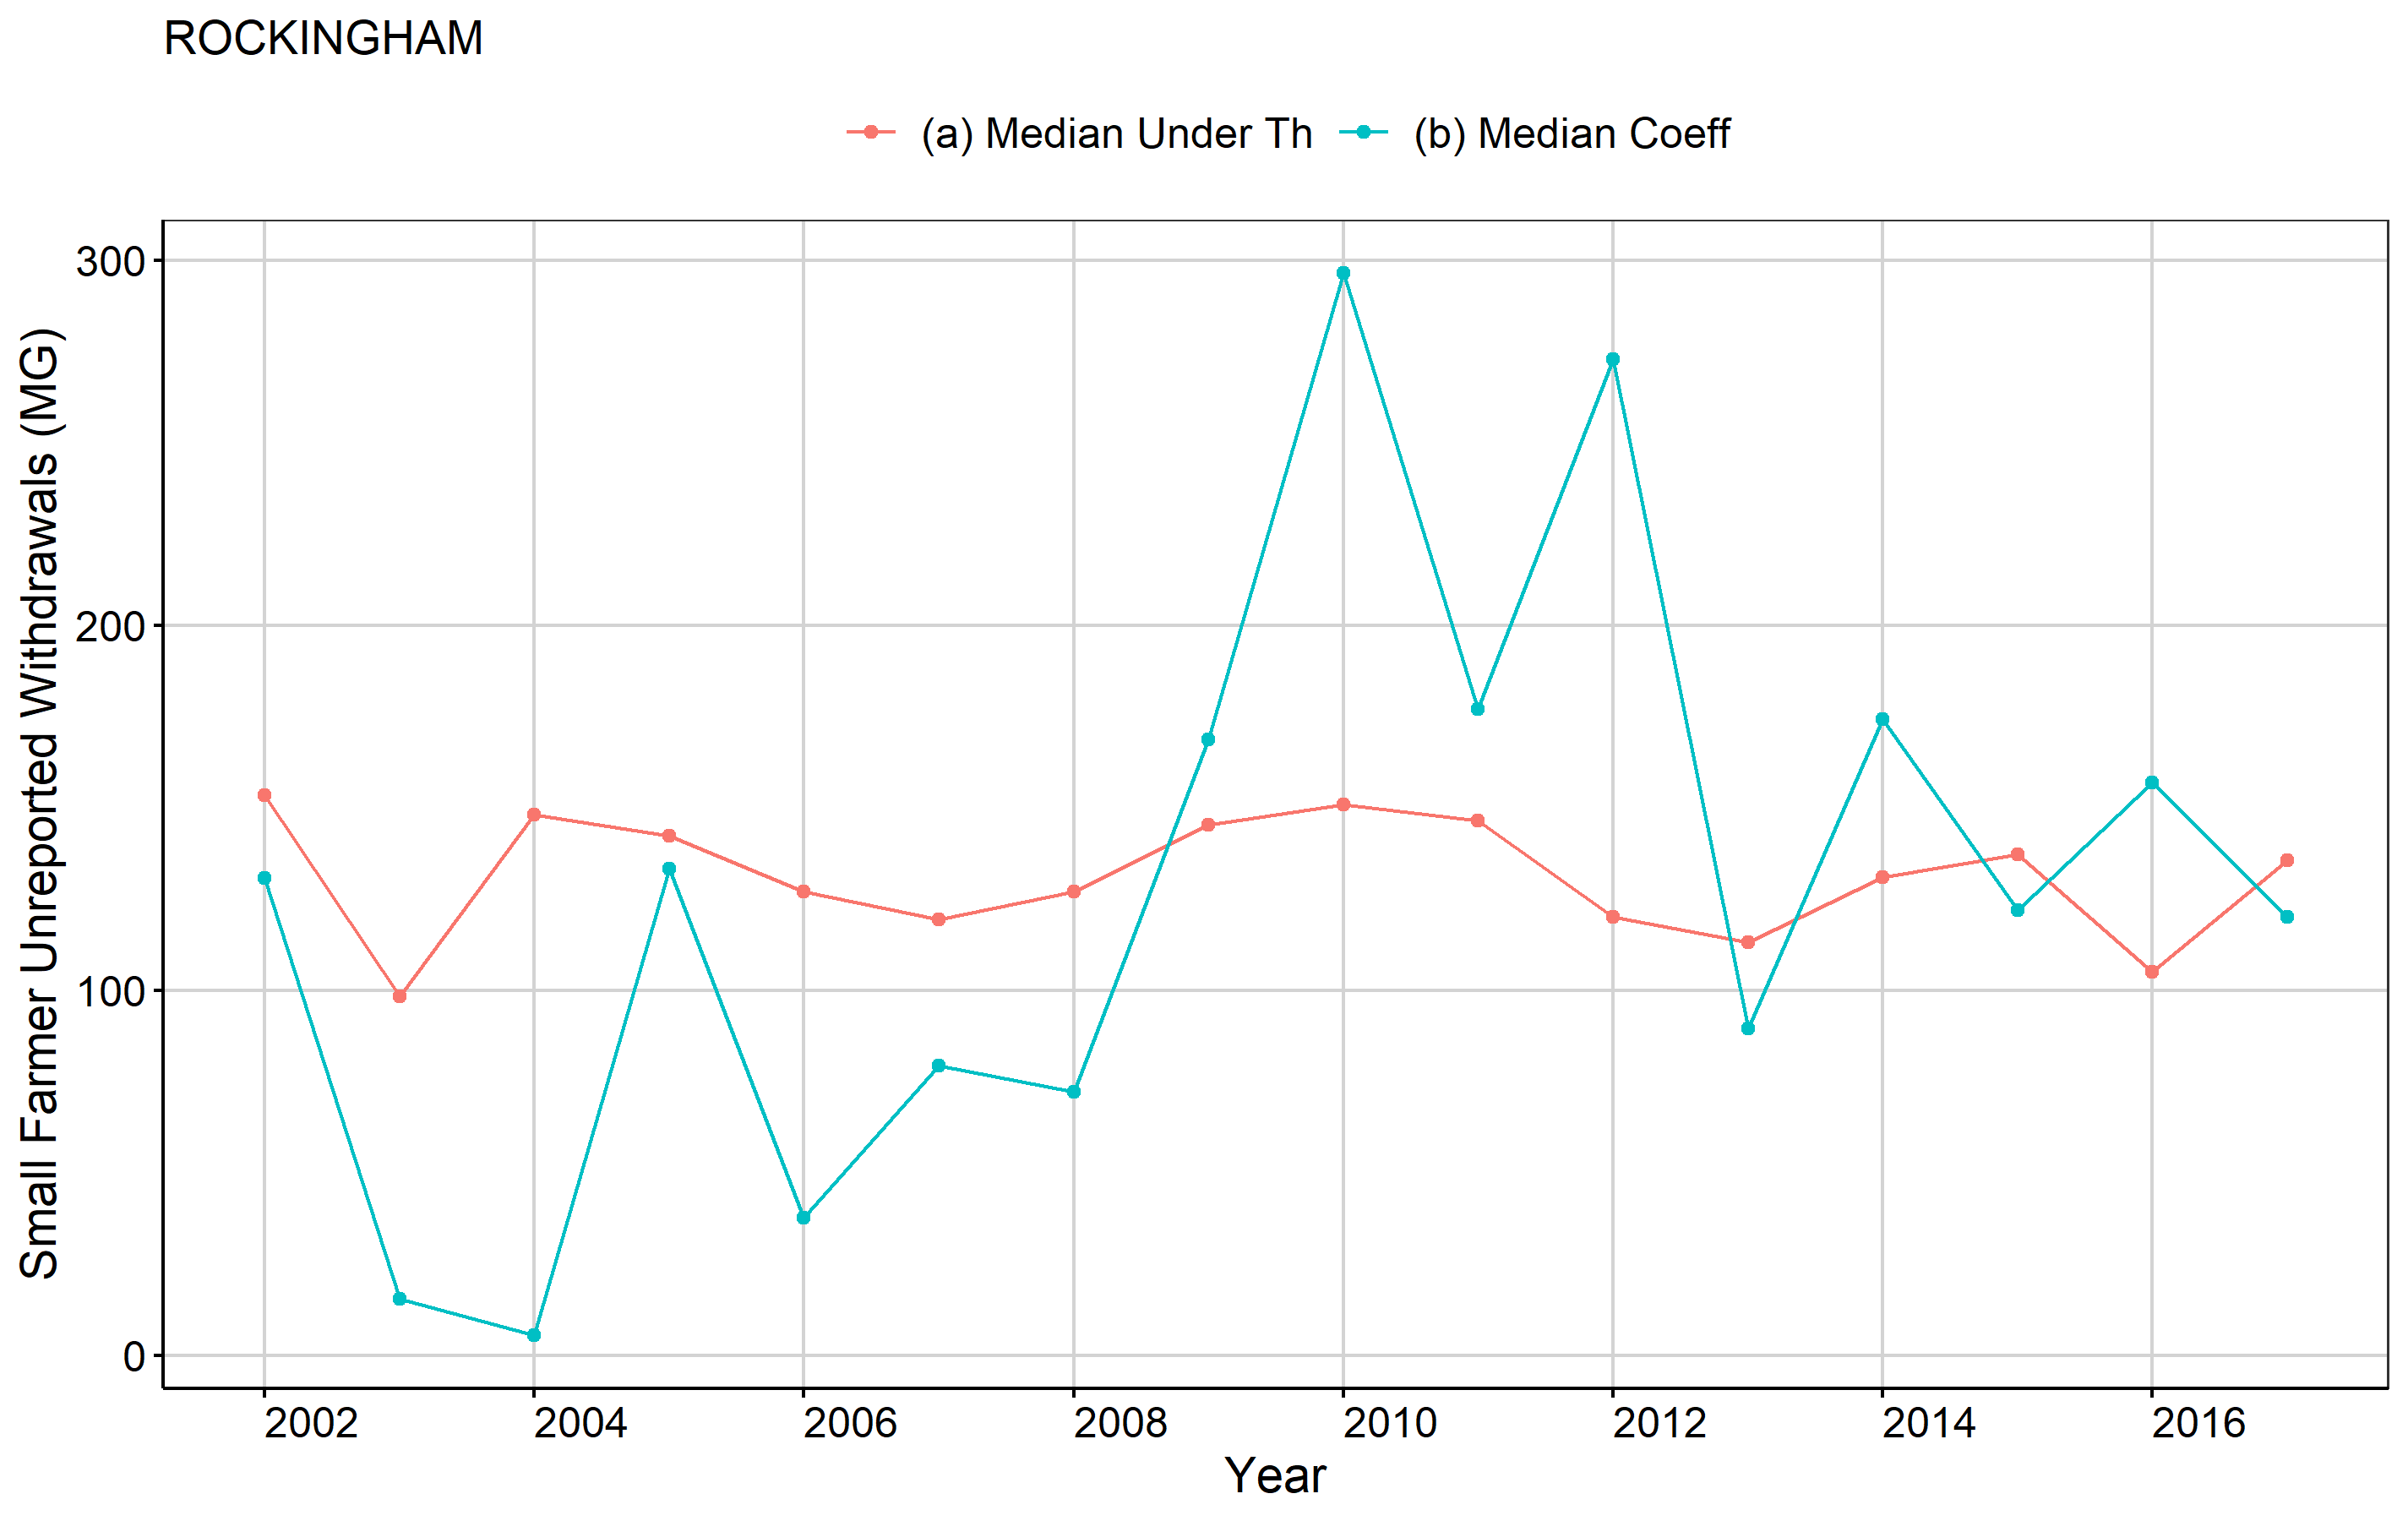 ROCKINGHAM
(a) Median Under Th (b) Median Coeff
Small Farmer Unreported Withdrawals (MG)
300
200
100
0
2002 2004 2006 2008 2010 2012 2014 2016
Year